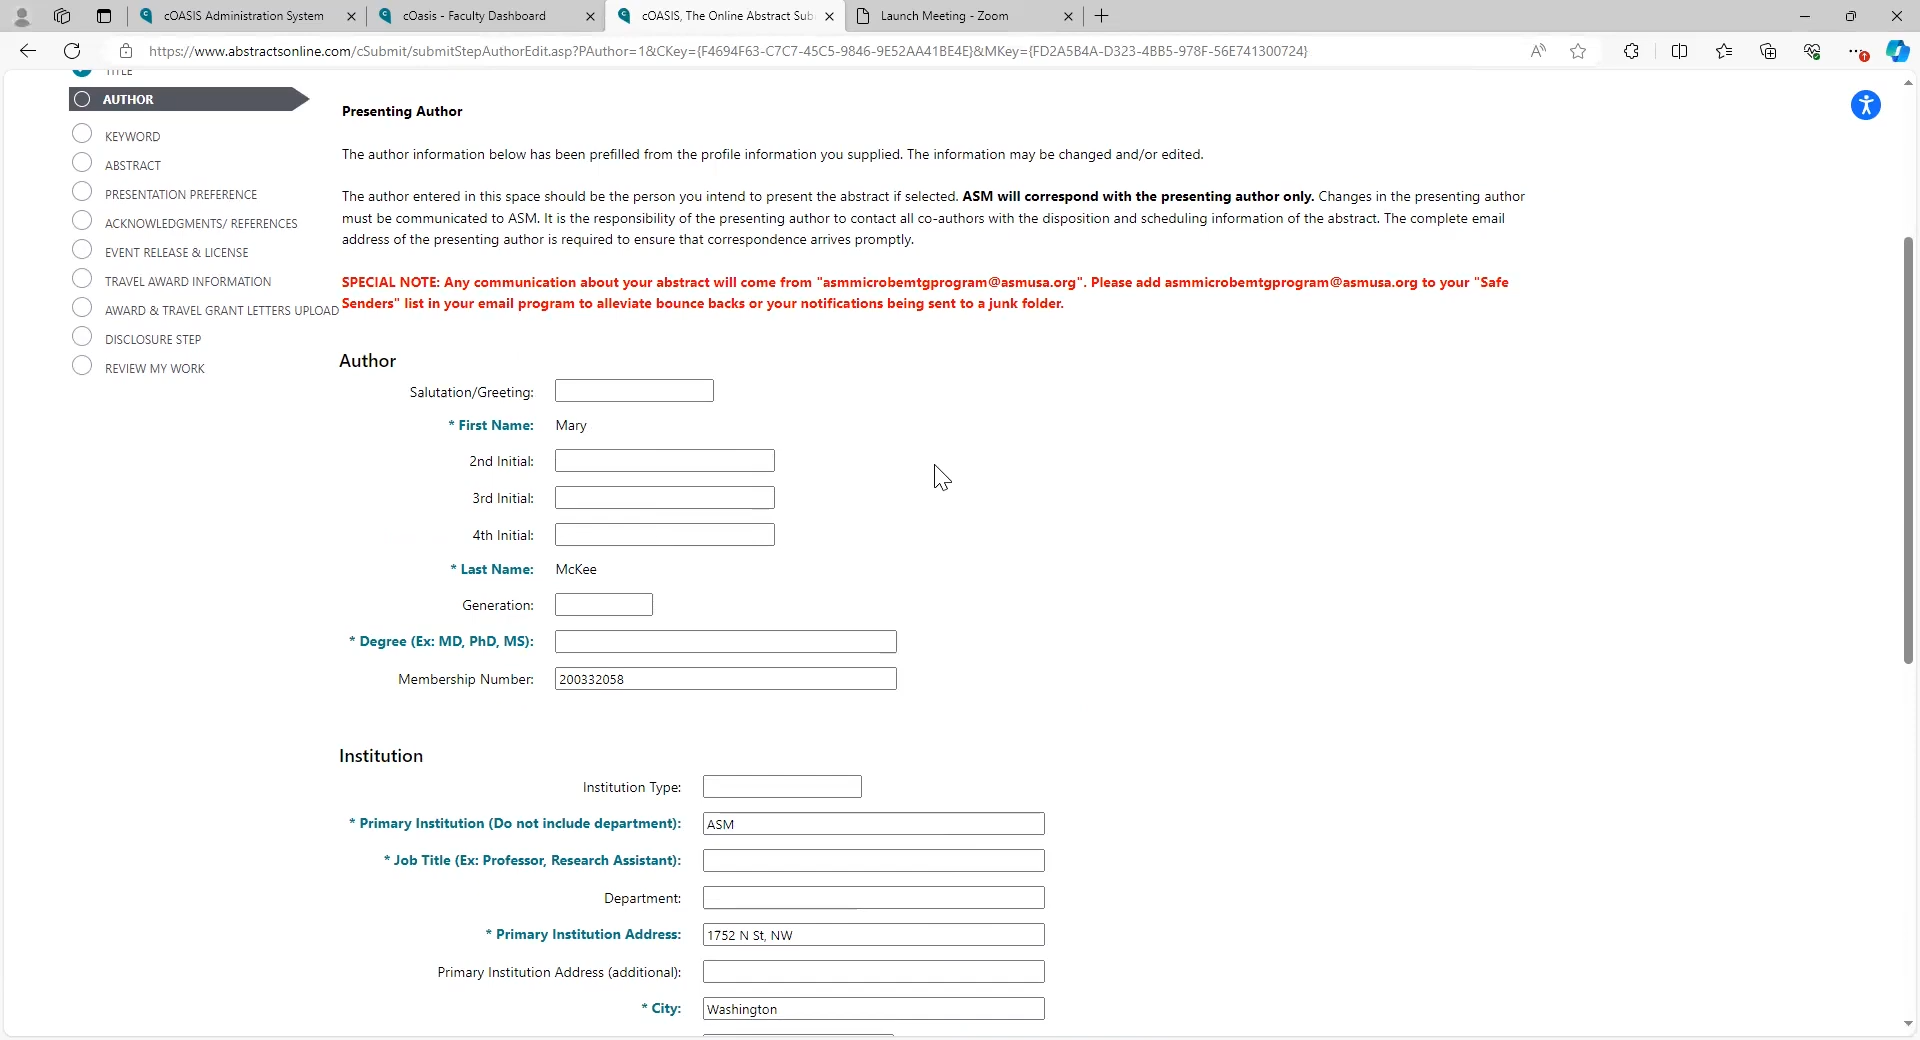 cOASIS Administration System
cOasis - Faculty Dashboard
cOASIS, The Online Abstract Sub
Launch Meeting - Zoom
https://www.abstractsonline.com/cSubmit/submitStepAuthorEdit.asp?PAuthor=1&CKey={F4694F63-C7C7-45C5-9846-9E52AA41BE4E}&MKey={FD2A5B4A-D323-4BB5-978F-56E741300724}
TITLE
AUTHOR
KEYWORD
ABSTRACT
PRESENTATION PREFERENCE
ACKNOWLEDGMENTS/ REFERENCES
EVENT RELEASE & LICENSE
TRAVEL AWARD INFORMATION
AWARD & TRAVEL GRANT LETTERS UPLOAD
DISCLOSURE STEP
REVIEW MY WORK
Presenting Author
The author information below has been prefilled from the profile information you supplied. The information may be changed and/or edited.
The author entered in this space should be the person you intend to present the abstract if selected. ASM will correspond with the presenting author only. Changes in the presenting author
must be communicated to ASM. It is the responsibility of the presenting author to contact all co-authors with the disposition and scheduling information of the abstract. The complete email
address of the presenting author is required to ensure that correspondence arrives promptly.
SPECIAL NOTE: Any communication about your abstract will come from "asmmicrobemtgprogram@asmusa.org". Please add asmmicrobemtgprogram@asmusa.org to your "Safe
Senders" list in your email program to alleviate bounce backs or your notifications being sent to a junk folder.
Author
Salutation/Greeting:
* First Name: Mary
2nd Initial:
3rd Initial:
4th Initial:
* Last Name: McKee
Generation:
* Degree (Ex: MD, PhD, MS):
Membership Number: 200332058
Institution
Institution Type:
* Primary Institution (Do not include department): ASM
* Job Title (Ex: Professor, Research Assistant):
Department:
* Primary Institution Address: 1752 N St, NW
Primary Institution Address (additional):
* City: Washington